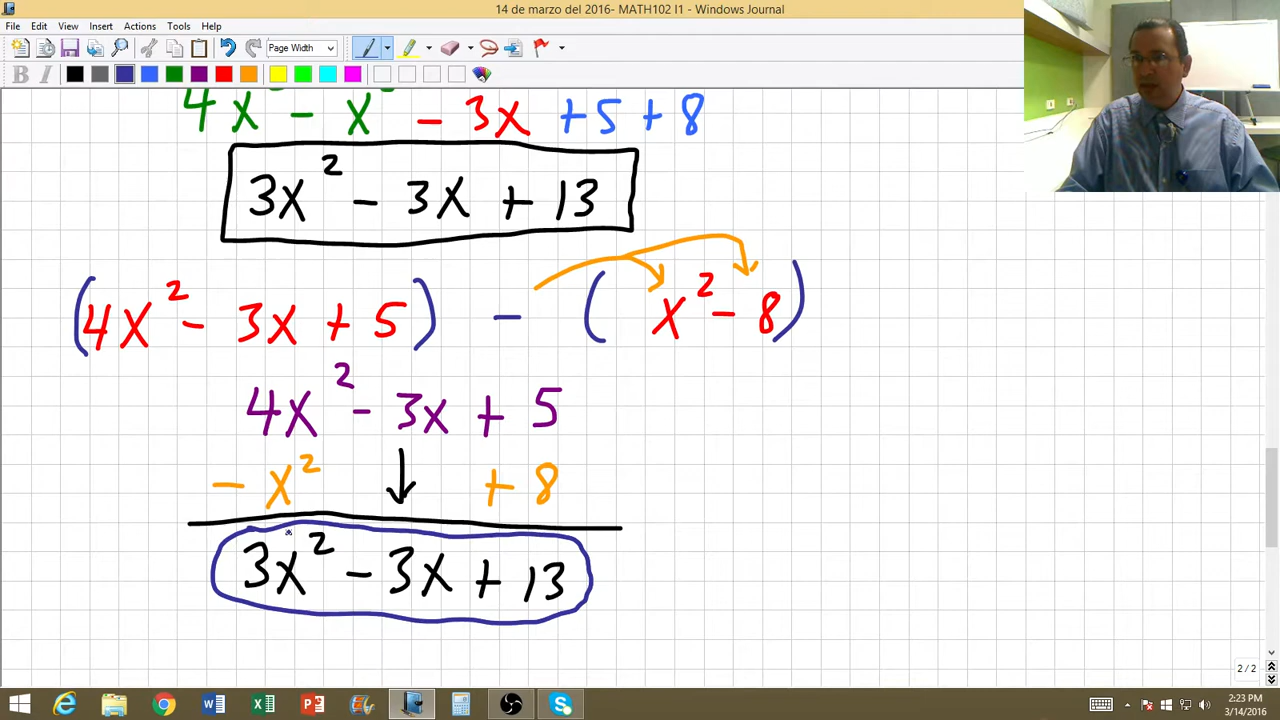 14 de marzo del 2016- MATH102 I1 - Windows Journal
File Edit View Insert Actions Tools Help
Page Width
B I
4x² - x² - 3x + 5 + 8
3x² - 3x + 13
(4x² - 3x + 5) - (x² - 8)
4x² - 3x + 5
- x² + 8
3x² - 3x + 13
2 / 2
2:23 PM
3/14/2016